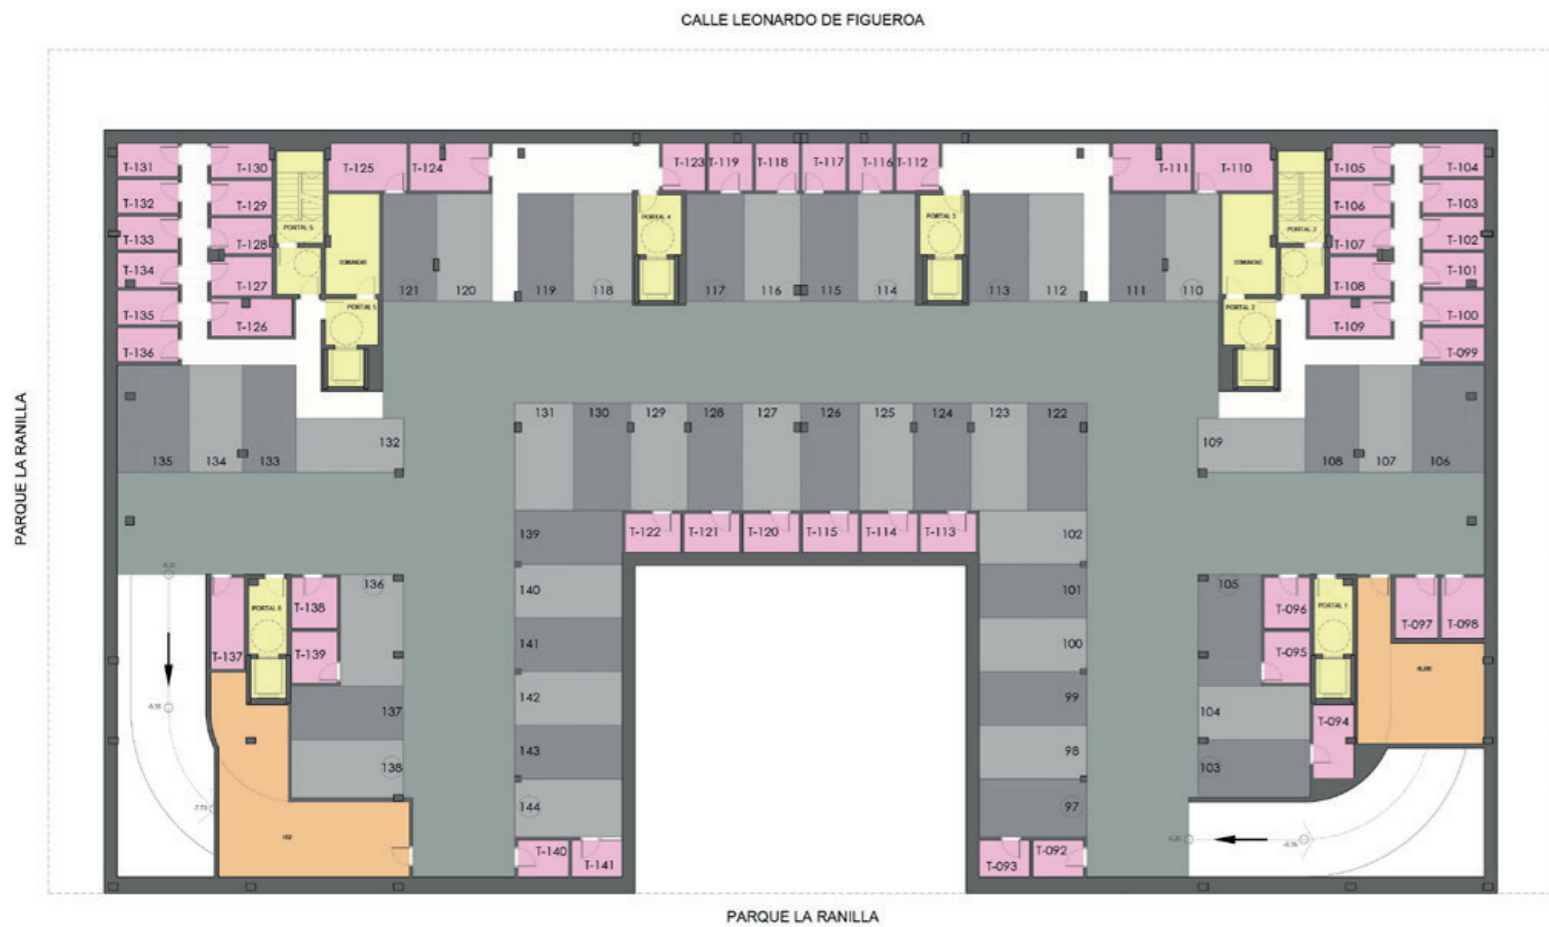 CALLE LEONARDO DE FIGUEROA
T-131 T-130 T-125 T-124 T-123 T-119 T-118 T-117 T-116 T-112 T-111 T-110 T-105 T-104
T-132 T-129 T-106 T-103
PORTAL 4 PORTAL 3
T-133 T-128 T-107 T-102
COMUNIDAD COMUNIDAD
T-134 T-127 T-108 T-101
121 120 119 118 117 116 115 114 113 112 111 110
T-135 T-126 PORTAL 5 PORTAL 2 T-109 T-100
T-136 T-099
PARQUE LA RANILLA
131 130 129 128 127 126 125 124 123 122
132 109
135 134 133 108 107 106
139 T-122 T-121 T-120 T-115 T-114 T-113 102
136 140 101 105
PORTAL 6 T-138 PORTAL 1 T-096 T-097 T-098
T-137 T-139 141 100 T-095
142 99 104 T-094
137 143 98
138 144 97 103
T-140 T-141 T-093 T-092
PARQUE LA RANILLA